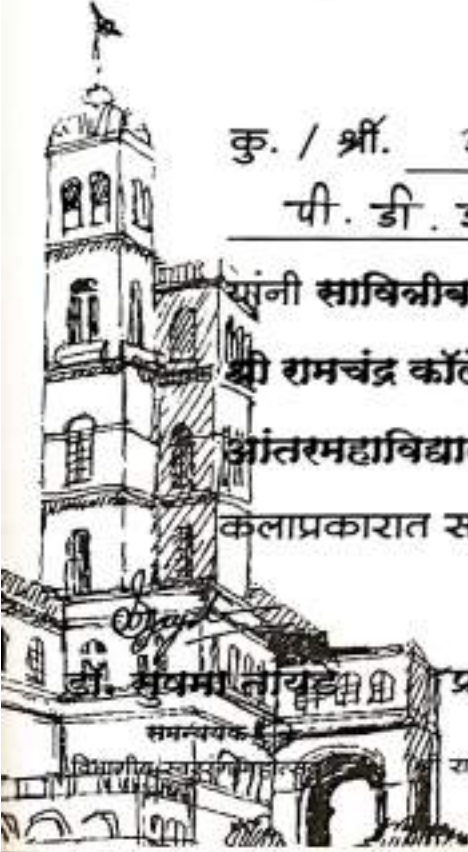 कु. / श्री.
पी. डी.
यांनी सावित्रीब
श्री रामचंद्र कॉले
आंतरमहाविद्या
कलाप्रकारात स
डॉ. सुषमा तायडे प्र
समन्वयक
विभागीय रा